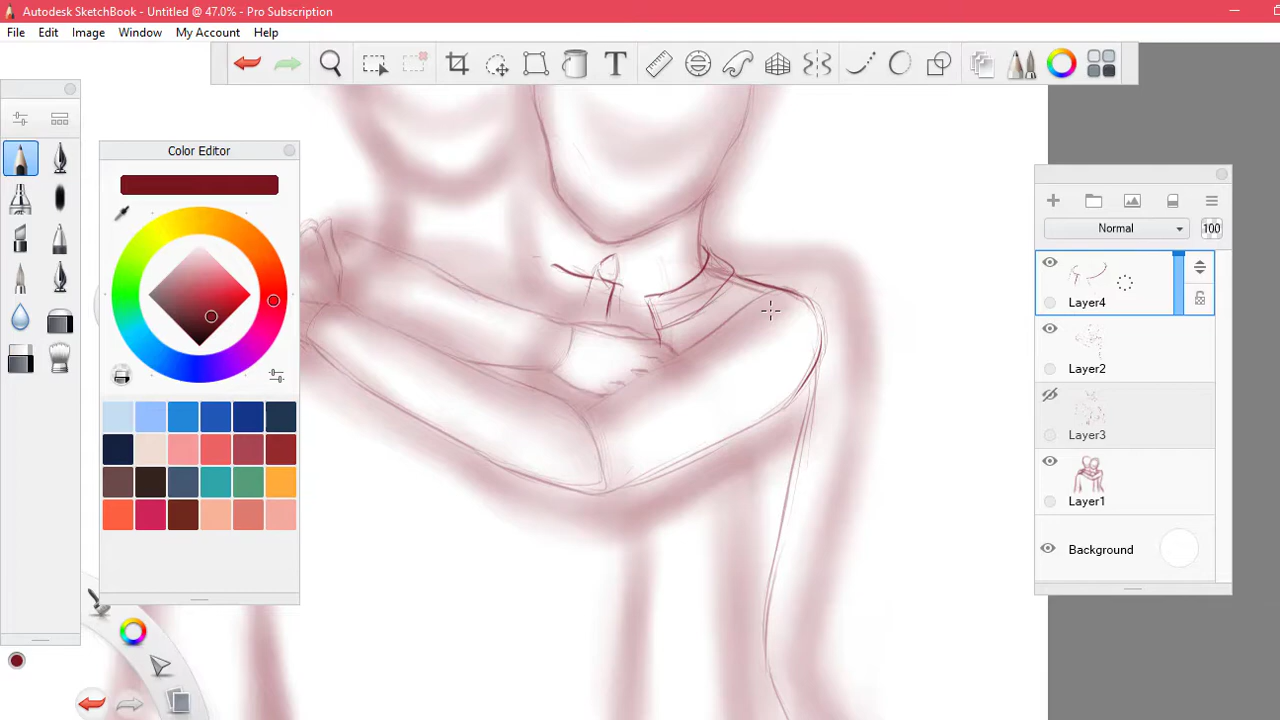 Autodesk SketchBook - Untitled @ 47.0% - Pro Subscription
File Edit Image Window My Account Help
T
Color Editor
Normal 100
Layer4
Layer2
Layer3
Layer1
Background